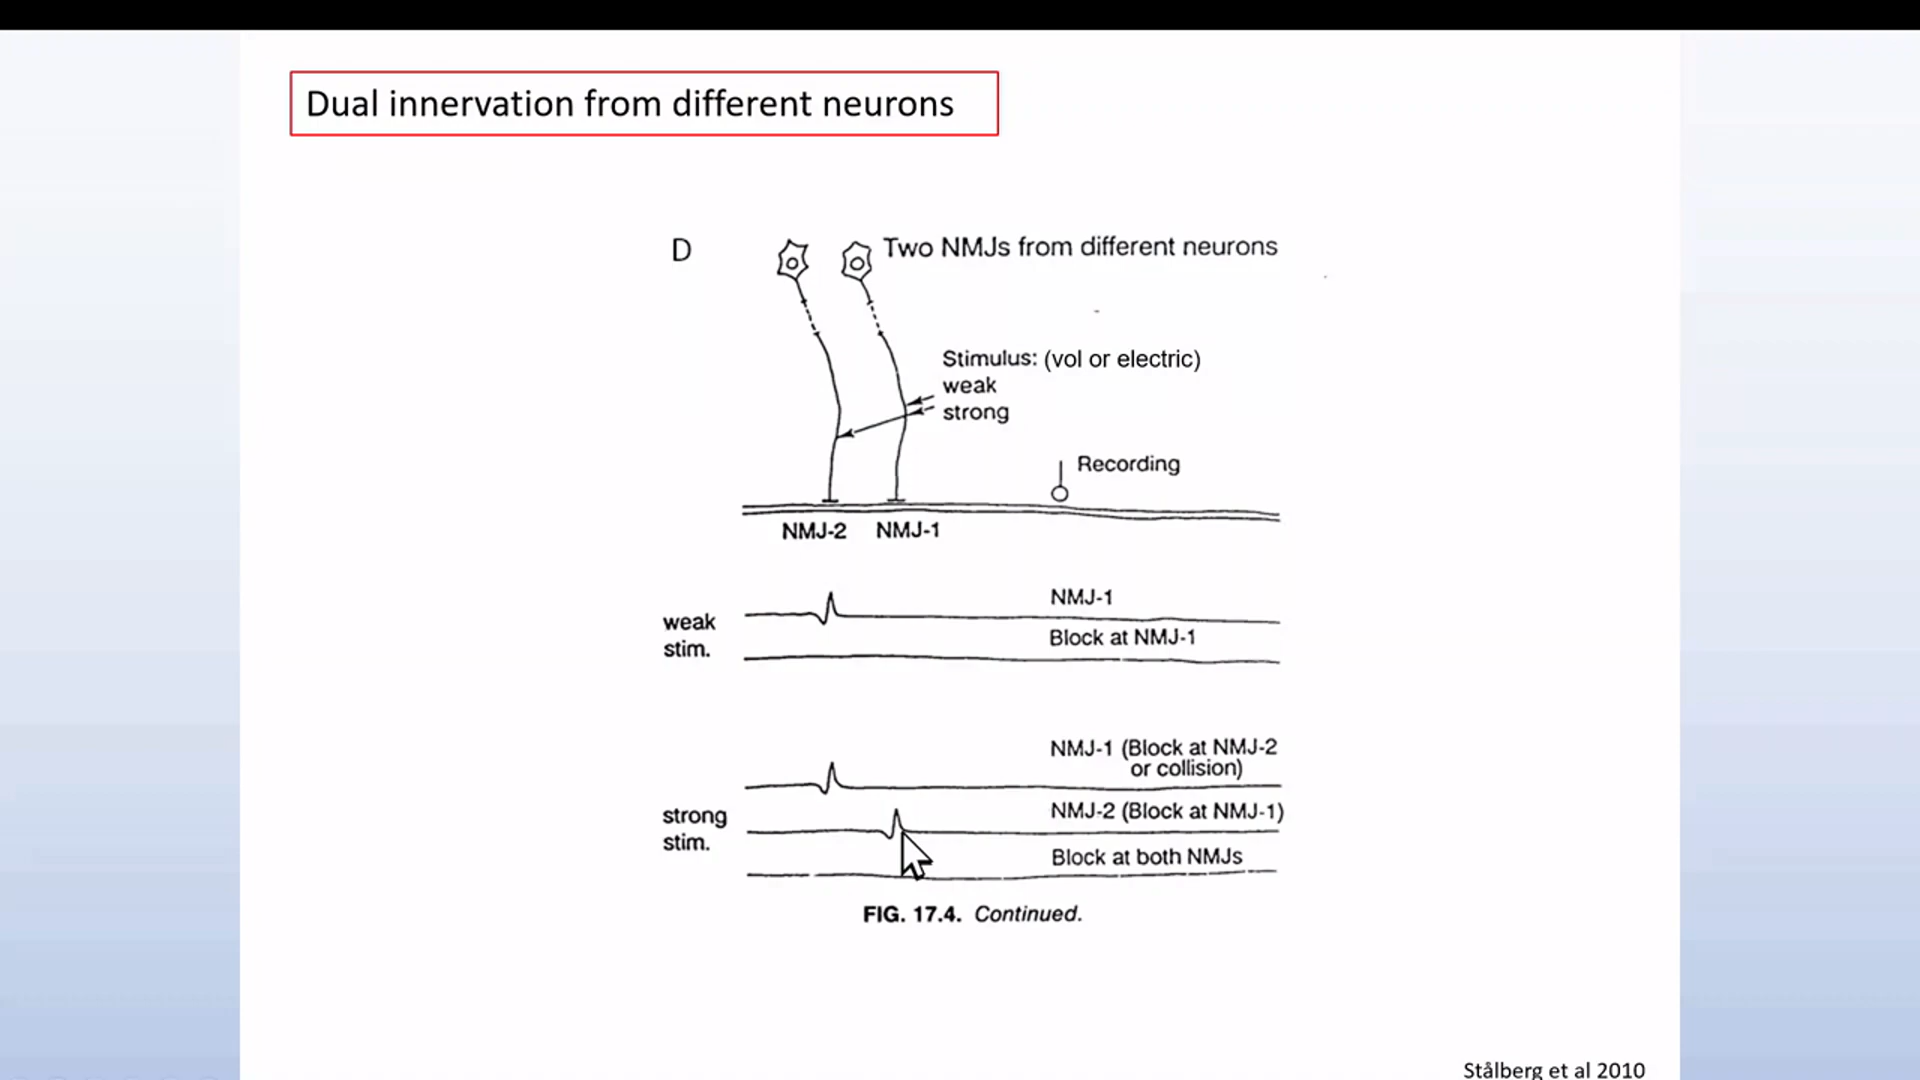 Dual innervation from different neurons
D
Two NMJs from different neurons
Stimulus: (vol or electric)
weak
strong
Recording
NMJ-2 NMJ-1
NMJ-1
weak
stim.
Block at NMJ-1
NMJ-1 (Block at NMJ-2
or collision)
strong
stim.
NMJ-2 (Block at NMJ-1)
Block at both NMJs
FIG. 17.4. Continued.
Stålberg et al 2010